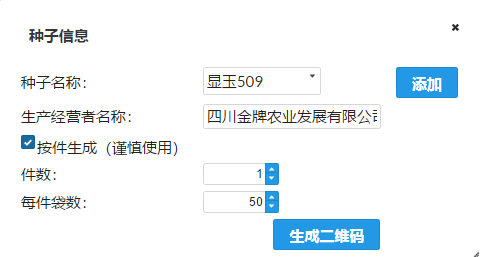 种子信息
种子名称: 显玉509 添加
生产经营者名称: 四川金牌农业发展有限公司
按件生成（谨慎使用）
件数: 1
每件袋数: 50
生成二维码